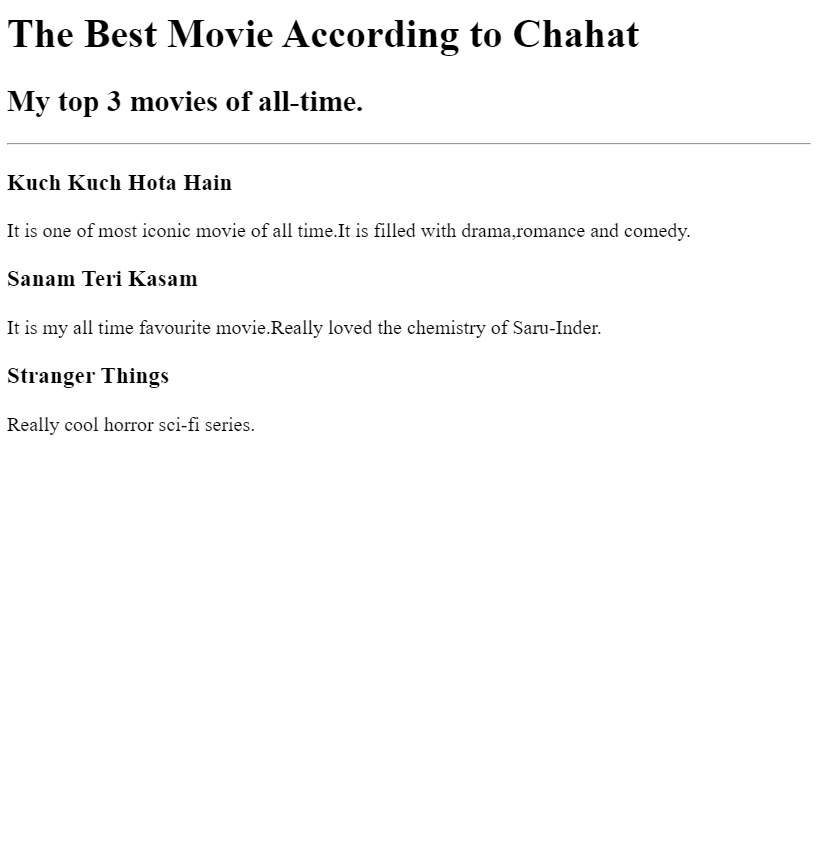 The Best Movie According to Chahat
My top 3 movies of all-time.
Kuch Kuch Hota Hain
It is one of most iconic movie of all time.It is filled with drama,romance and comedy.
Sanam Teri Kasam
It is my all time favourite movie.Really loved the chemistry of Saru-Inder.
Stranger Things
Really cool horror sci-fi series.